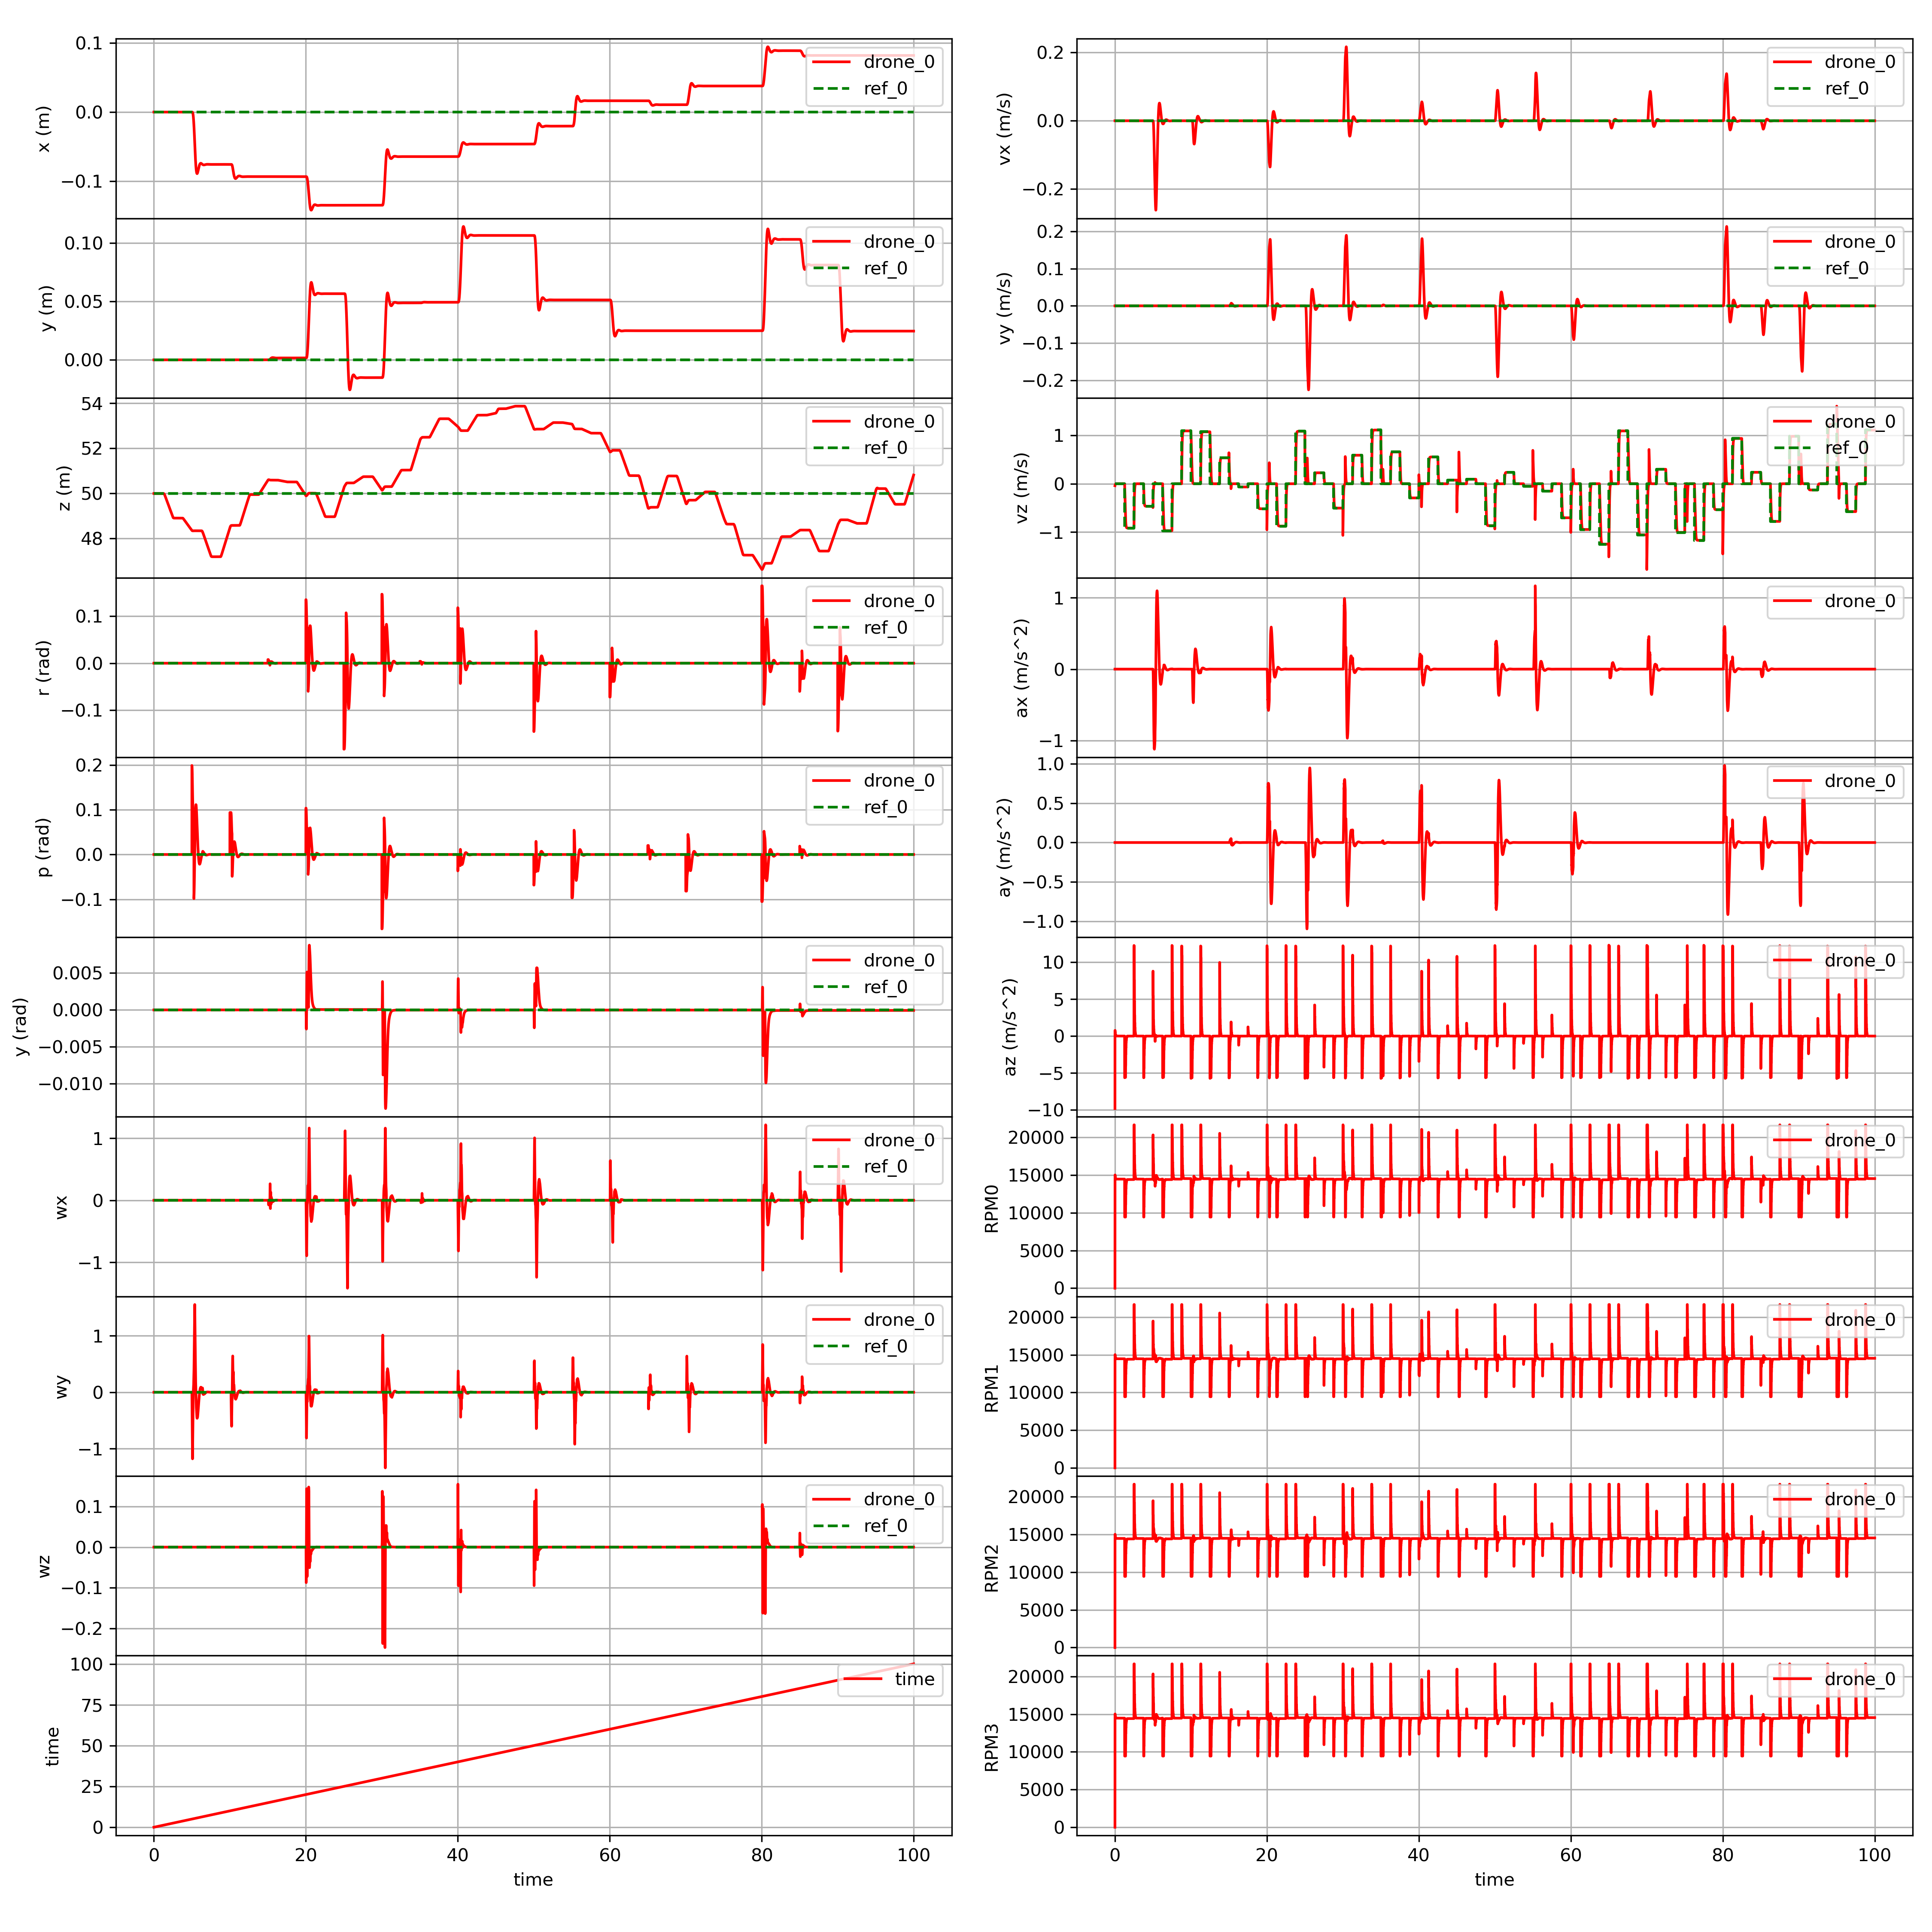 0.1
0.0
−0.1
x (m)
drone_0
ref_0
0.10
0.05
0.00
y (m)
drone_0
ref_0
54
52
50
48
z (m)
drone_0
ref_0
0.1
0.0
−0.1
r (rad)
drone_0
ref_0
0.2
0.1
0.0
−0.1
p (rad)
drone_0
ref_0
0.005
0.000
−0.005
−0.010
y (rad)
drone_0
ref_0
1
0
−1
wx
drone_0
ref_0
1
0
−1
wy
drone_0
ref_0
0.1
0.0
−0.1
−0.2
wz
drone_0
ref_0
100
75
50
25
0
time
time
0 20 40 60 80 100
time
0.2
0.0
−0.2
vx (m/s)
drone_0
ref_0
0.2
0.1
0.0
−0.1
−0.2
vy (m/s)
drone_0
ref_0
1
0
−1
vz (m/s)
drone_0
ref_0
1
0
−1
ax (m/s^2)
drone_0
1.0
0.5
0.0
−0.5
−1.0
ay (m/s^2)
drone_0
10
5
0
−5
−10
az (m/s^2)
drone_0
20000
15000
10000
5000
0
RPM0
drone_0
20000
15000
10000
5000
0
RPM1
drone_0
20000
15000
10000
5000
0
RPM2
drone_0
20000
15000
10000
5000
0
RPM3
drone_0
0 20 40 60 80 100
time